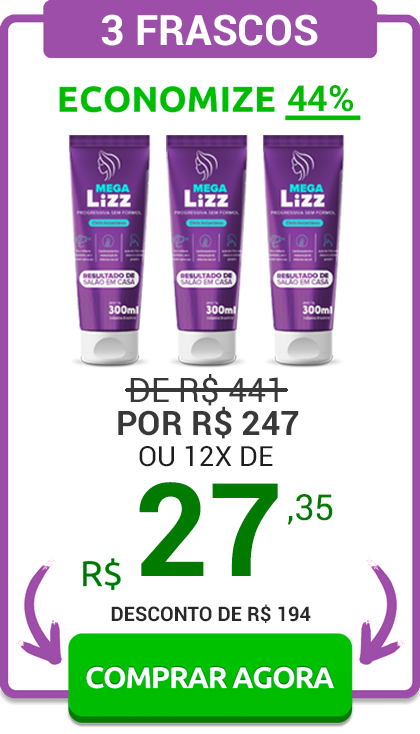 3 FRASCOS
ECONOMIZE 44%
MEGA MEGA MEGA
Lizz Lizz Lizz
PROGRESSIVA SEM FORMOL PROGRESSIVA SEM FORMOL PROGRESSIVA SEM FORMOL
RESULTADO DE RESULTADO DE RESULTADO DE
SALÃO EM CASA SALÃO EM CASA SALÃO EM CASA
300ml 300ml 300ml
DE R$ 441
POR R$ 247
OU 12X DE
R$ 27,35
DESCONTO DE R$ 194
COMPRAR AGORA